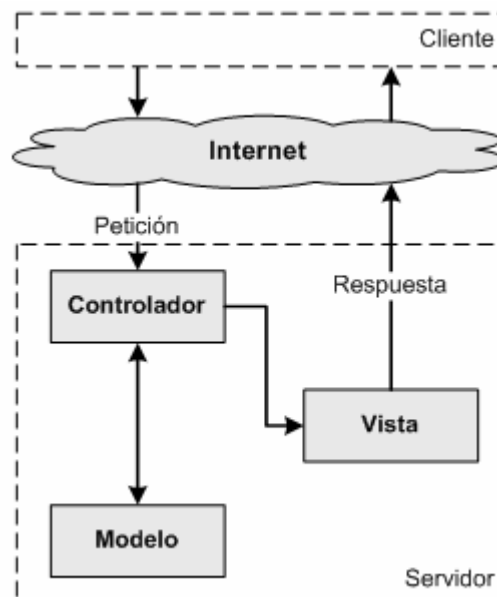 Cliente
Internet
Petición
Respuesta
Controlador
Vista
Modelo
Servidor